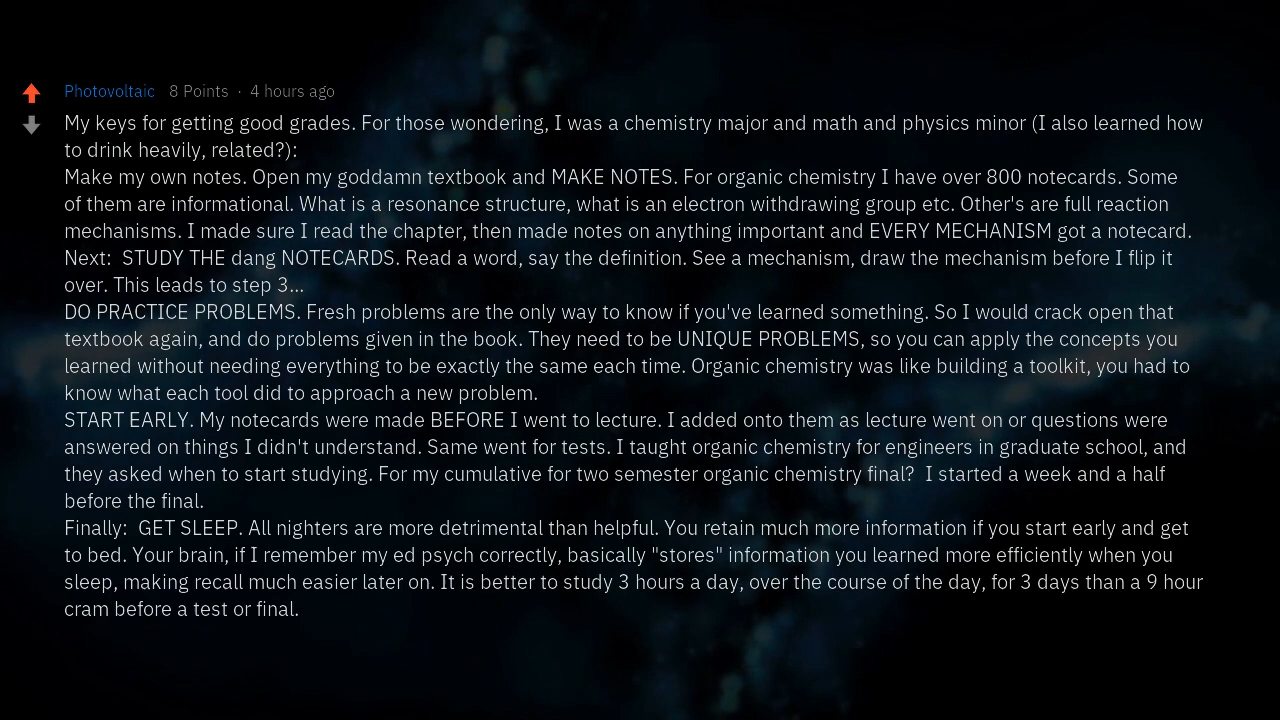 Photovoltaic 8 Points · 4 hours ago
My keys for getting good grades. For those wondering, I was a chemistry major and math and physics minor (I also learned how
to drink heavily, related?):
Make my own notes. Open my goddamn textbook and MAKE NOTES. For organic chemistry I have over 800 notecards. Some
of them are informational. What is a resonance structure, what is an electron withdrawing group etc. Other's are full reaction
mechanisms. I made sure I read the chapter, then made notes on anything important and EVERY MECHANISM got a notecard.
Next:  STUDY THE dang NOTECARDS. Read a word, say the definition. See a mechanism, draw the mechanism before I flip it
over. This leads to step 3...
DO PRACTICE PROBLEMS. Fresh problems are the only way to know if you've learned something. So I would crack open that
textbook again, and do problems given in the book. They need to be UNIQUE PROBLEMS, so you can apply the concepts you
learned without needing everything to be exactly the same each time. Organic chemistry was like building a toolkit, you had to
know what each tool did to approach a new problem.
START EARLY. My notecards were made BEFORE I went to lecture. I added onto them as lecture went on or questions were
answered on things I didn't understand. Same went for tests. I taught organic chemistry for engineers in graduate school, and
they asked when to start studying. For my cumulative for two semester organic chemistry final?  I started a week and a half
before the final.
Finally:  GET SLEEP. All nighters are more detrimental than helpful. You retain much more information if you start early and get
to bed. Your brain, if I remember my ed psych correctly, basically "stores" information you learned more efficiently when you
sleep, making recall much easier later on. It is better to study 3 hours a day, over the course of the day, for 3 days than a 9 hour
cram before a test or final.